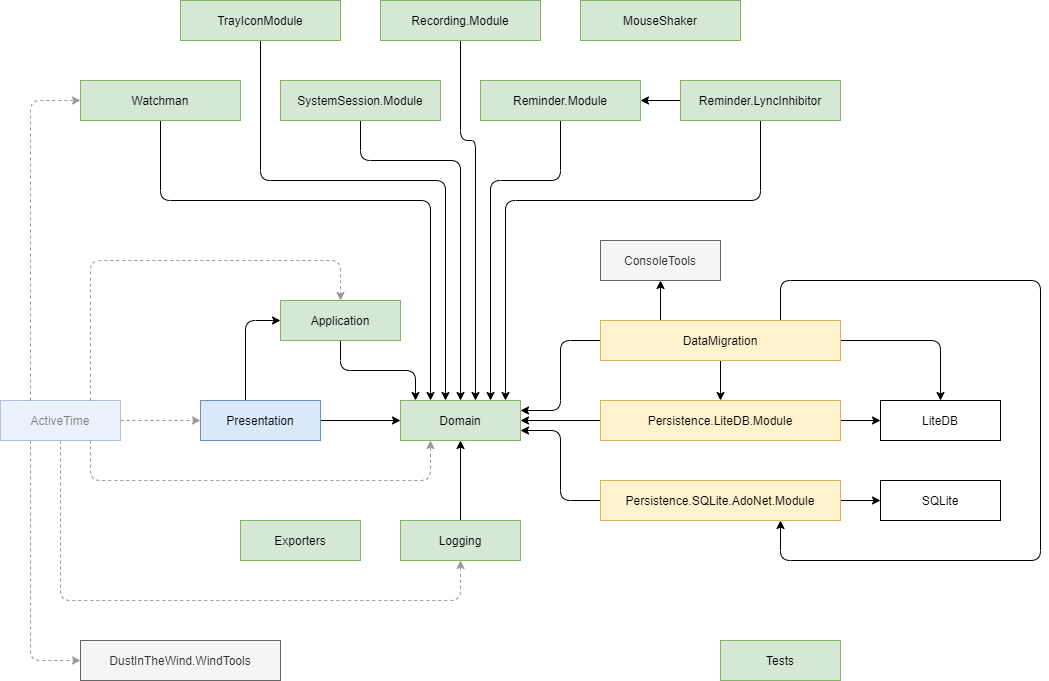 TrayIconModule
Recording.Module
MouseShaker
Watchman
SystemSession.Module
Reminder.Module
Reminder.LyncInhibitor
ConsoleTools
Application
DataMigration
ActiveTime
Presentation
Domain
Persistence.LiteDB.Module
LiteDB
Persistence.SQLite.AdoNet.Module
SQLite
Exporters
Logging
DustInTheWind.WindTools
Tests